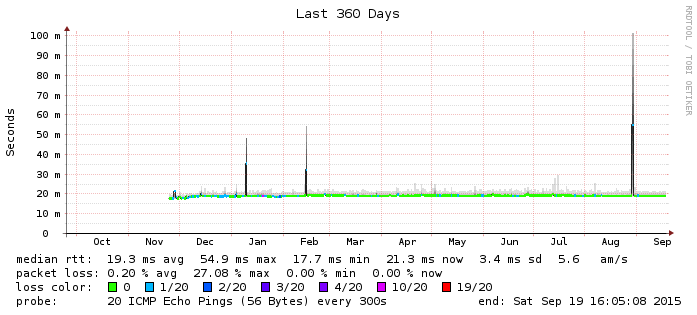 Last 360 Days
RRDTOOL / TOBI OETIKER
Seconds
100 m
90 m
80 m
70 m
60 m
50 m
40 m
30 m
20 m
10 m
0
Oct Nov Dec Jan Feb Mar Apr May Jun Jul Aug Sep
median rtt: 19.3 ms avg 54.9 ms max 17.7 ms min 21.3 ms now 3.4 ms sd 5.6 am/s
packet loss: 0.20 % avg 27.08 % max 0.00 % min 0.00 % now
loss color: 0 1/20 2/20 3/20 4/20 10/20 19/20
probe: 20 ICMP Echo Pings (56 Bytes) every 300s end: Sat Sep 19 16:05:08 2015